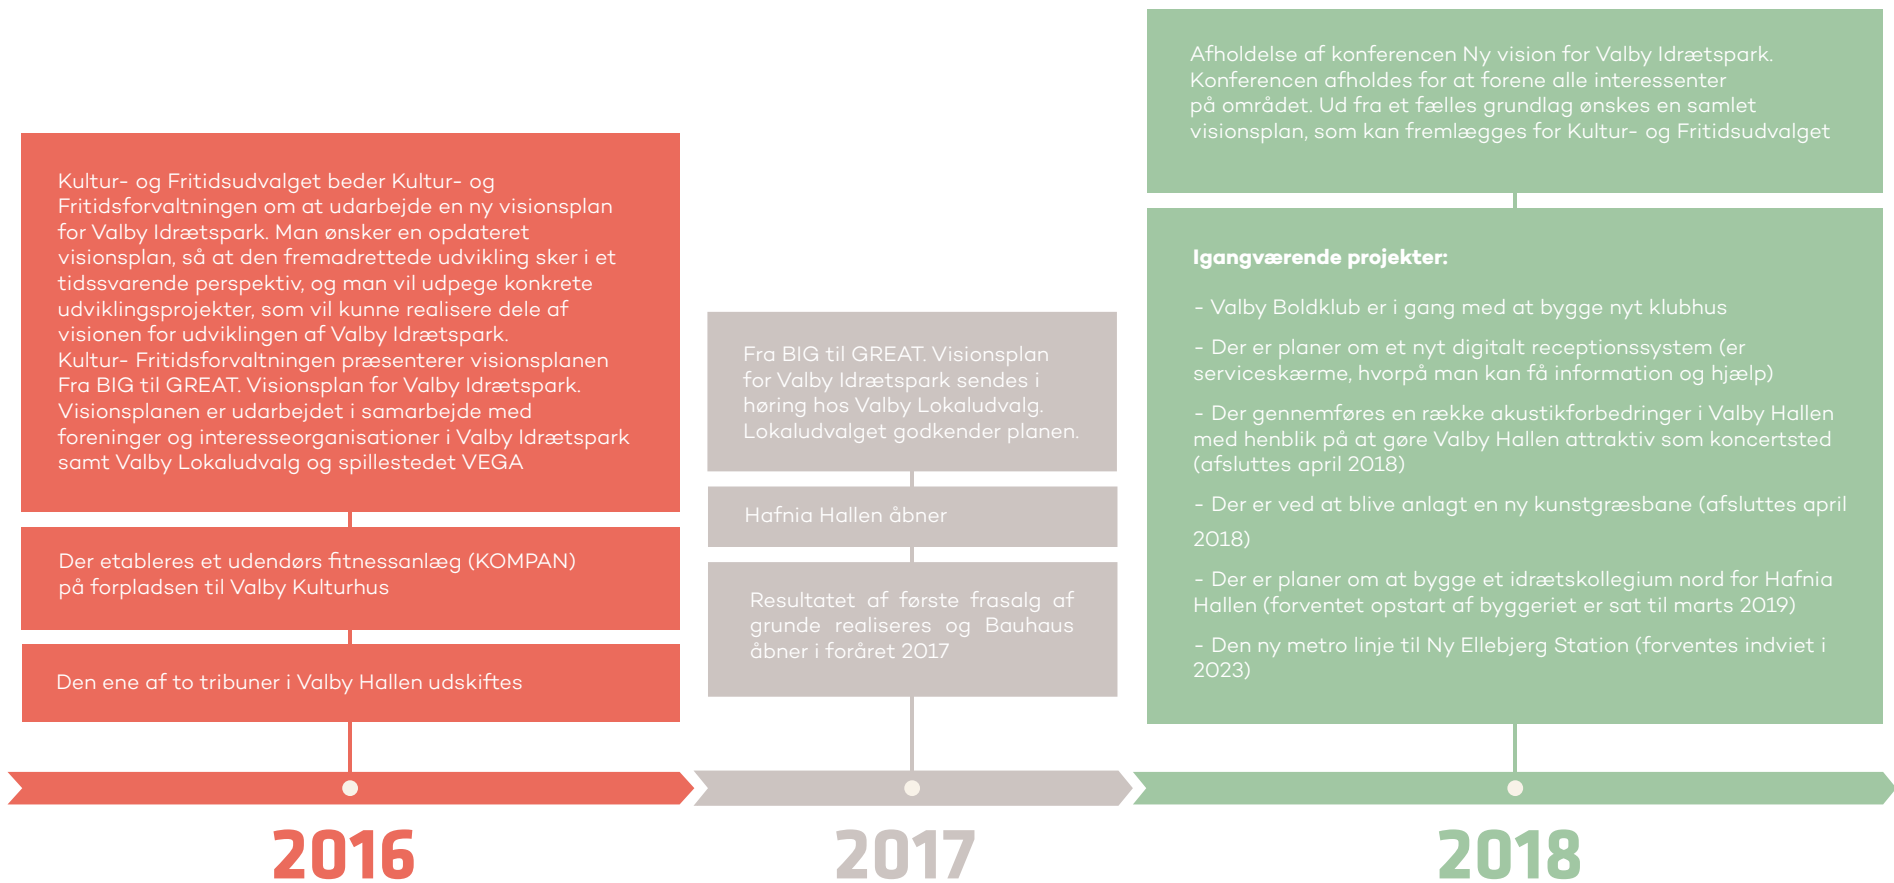 Kultur- og Fritidsudvalget beder Kultur- og
Fritidsforvaltningen om at udarbejde en ny visionsplan
for Valby Idrætspark. Man ønsker en opdateret
visionsplan, så at den fremadrettede udvikling sker i et
tidssvarende perspektiv, og man vil udpege konkrete
udviklingsprojekter, som vil kunne realisere dele af
visionen for udviklingen af Valby Idrætspark.
Kultur- Fritidsforvaltningen præsenterer visionsplanen
Fra BIG til GREAT. Visionsplan for Valby Idrætspark.
Visionsplanen er udarbejdet i samarbejde med
foreninger og interesseorganisationer i Valby Idrætspark
samt Valby Lokaludvalg og spillestedet VEGA
Der etableres et udendørs fitnessanlæg (KOMPAN)
på forpladsen til Valby Kulturhus
Den ene af to tribuner i Valby Hallen udskiftes
2016
Fra BIG til GREAT. Visionsplan
for Valby Idrætspark sendes i
høring hos Valby Lokaludvalg.
Lokaludvalget godkender planen.
Hafnia Hallen åbner
Resultatet af første frasalg af
grunde realiseres og Bauhaus
åbner i foråret 2017
2017
Afholdelse af konferencen Ny vision for Valby Idrætspark.
Konferencen afholdes for at forene alle interessenter
på området. Ud fra et fælles grundlag ønskes en samlet
visionsplan, som kan fremlægges for Kultur- og Fritidsudvalget
Igangværende projekter:
- Valby Boldklub er i gang med at bygge nyt klubhus
- Der er planer om et nyt digitalt receptionssystem (er
serviceskærme, hvorpå man kan få information og hjælp)
- Der gennemføres en række akustikforbedringer i Valby Hallen
med henblik på at gøre Valby Hallen attraktiv som koncertsted
(afsluttes april 2018)
- Der er ved at blive anlagt en ny kunstgræsbane (afsluttes april
2018)
- Der er planer om at bygge et idrætskollegium nord for Hafnia
Hallen (forventet opstart af byggeriet er sat til marts 2019)
- Den ny metro linje til Ny Ellebjerg Station (forventes indviet i
2023)
2018